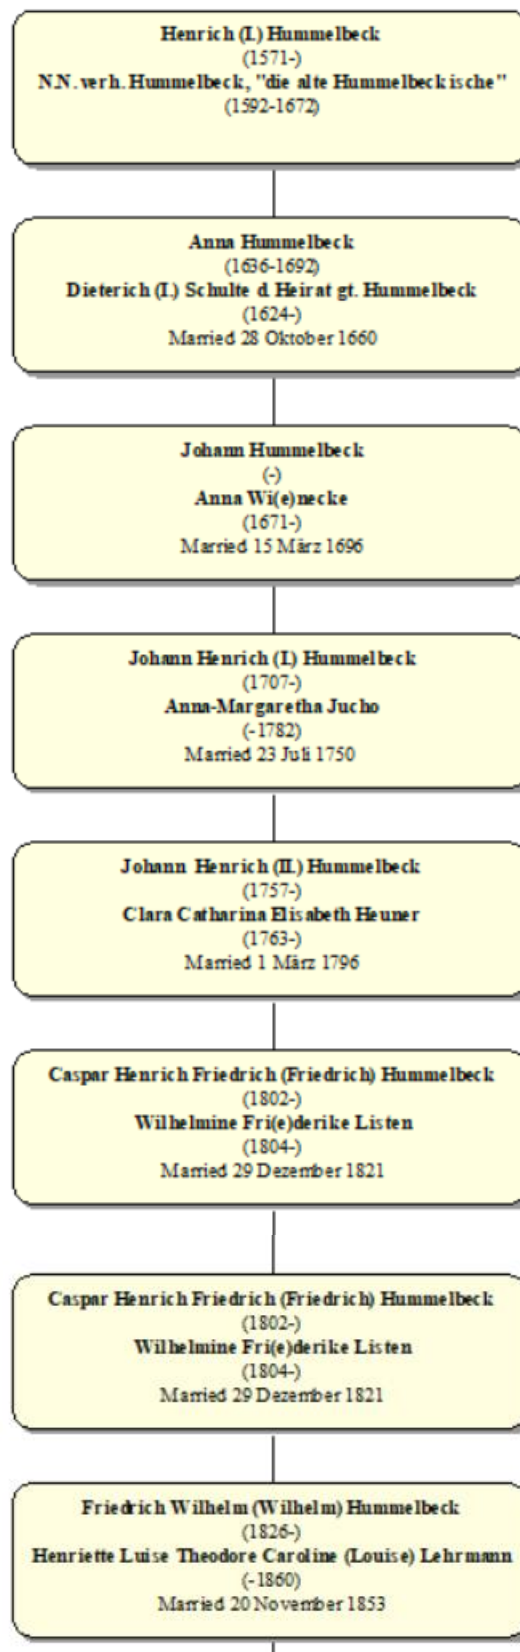 Henrich (I.) Hummelbeck
(1571-)
N.N. verh. Hummelbeck, "die alte Hummelbeckische"
(1592-1672)
Anna Hummelbeck
(1636-1692)
Dieterich (I.) Schulte d. Heirat gt. Hummelbeck
(1624-)
Married 28 Oktober 1660
Johann Hummelbeck
(-)
Anna Wi(e)necke
(1671-)
Married 15 März 1696
Johann Henrich (I.) Hummelbeck
(1707-)
Anna-Margaretha Jucho
(-1782)
Married 23 Juli 1750
Johann Henrich (II.) Hummelbeck
(1757-)
Clara Catharina Elisabeth Heuner
(1763-)
Married 1 März 1796
Caspar Henrich Friedrich (Friedrich) Hummelbeck
(1802-)
Wilhelmine Fri(e)derike Listen
(1804-)
Married 29 Dezember 1821
Caspar Henrich Friedrich (Friedrich) Hummelbeck
(1802-)
Wilhelmine Fri(e)derike Listen
(1804-)
Married 29 Dezember 1821
Friedrich Wilhelm (Wilhelm) Hummelbeck
(1826-)
Henriette Luise Theodore Caroline (Louise) Lehrmann
(-1860)
Married 20 November 1853